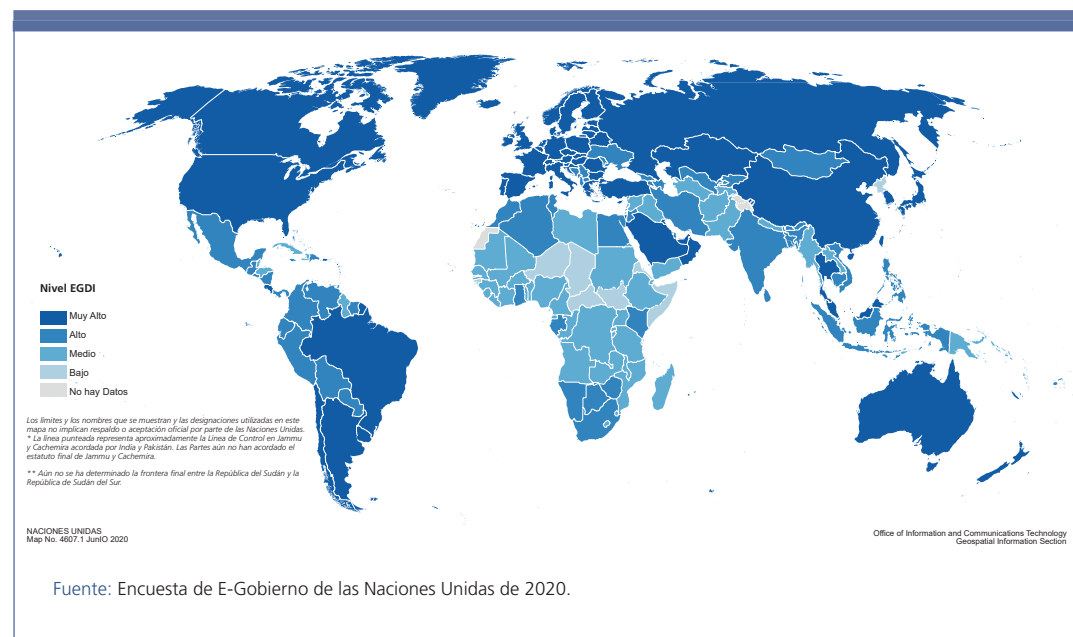 Nivel EGDI
Muy Alto
Alto
Medio
Bajo
No hay Datos
Los límites y los nombres que se muestran y las designaciones utilizadas en este
mapa no implican respaldo o aceptación oficial por parte de las Naciones Unidas.
* La línea punteada representa aproximadamente la Línea de Control en Jammu
y Cachemira acordada por India y Pakistán. Las Partes aún no han acordado el
estatuto final de Jammu y Cachemira.
** Aún no se ha determinado la frontera final entre la República del Sudán y la
República de Sudán del Sur.
NACIONES UNIDAS
Map No. 4607.1 JunIO 2020
Office of Information and Communications Technology
Geospatial Information Section
Fuente: Encuesta de E-Gobierno de las Naciones Unidas de 2020.